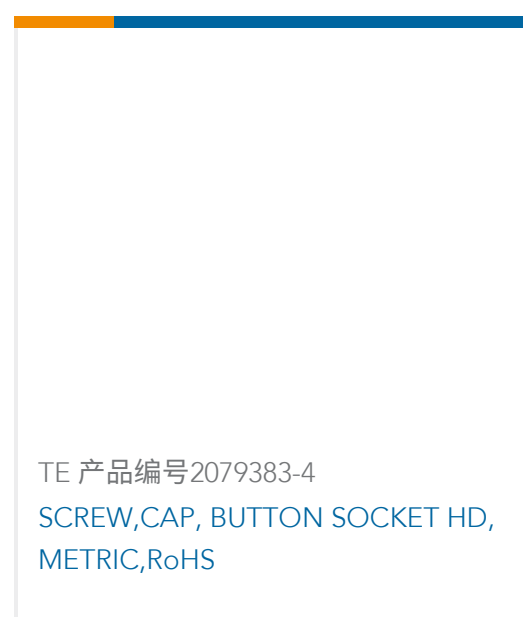 TE 产品编号2079383-4
SCREW,CAP, BUTTON SOCKET HD,
METRIC,RoHS